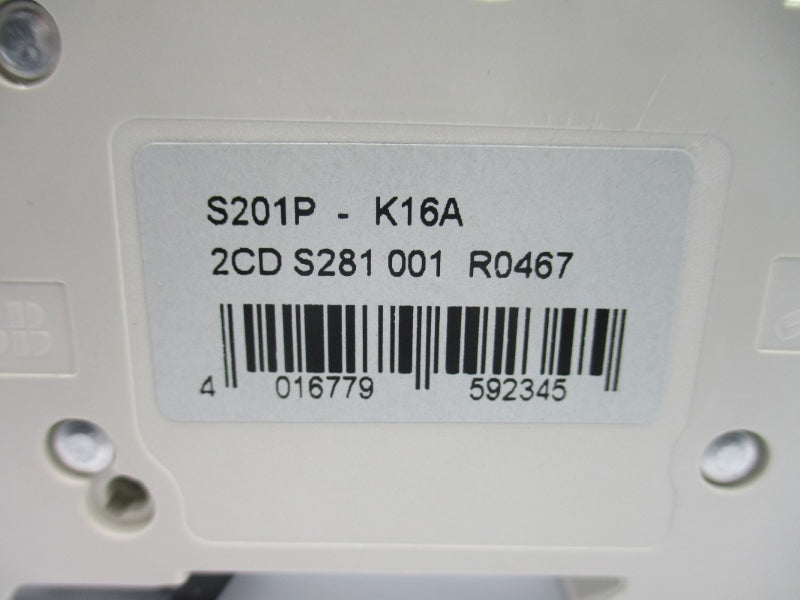 S201P - K16A
2CD S281 001 R0467
4 016779 592345